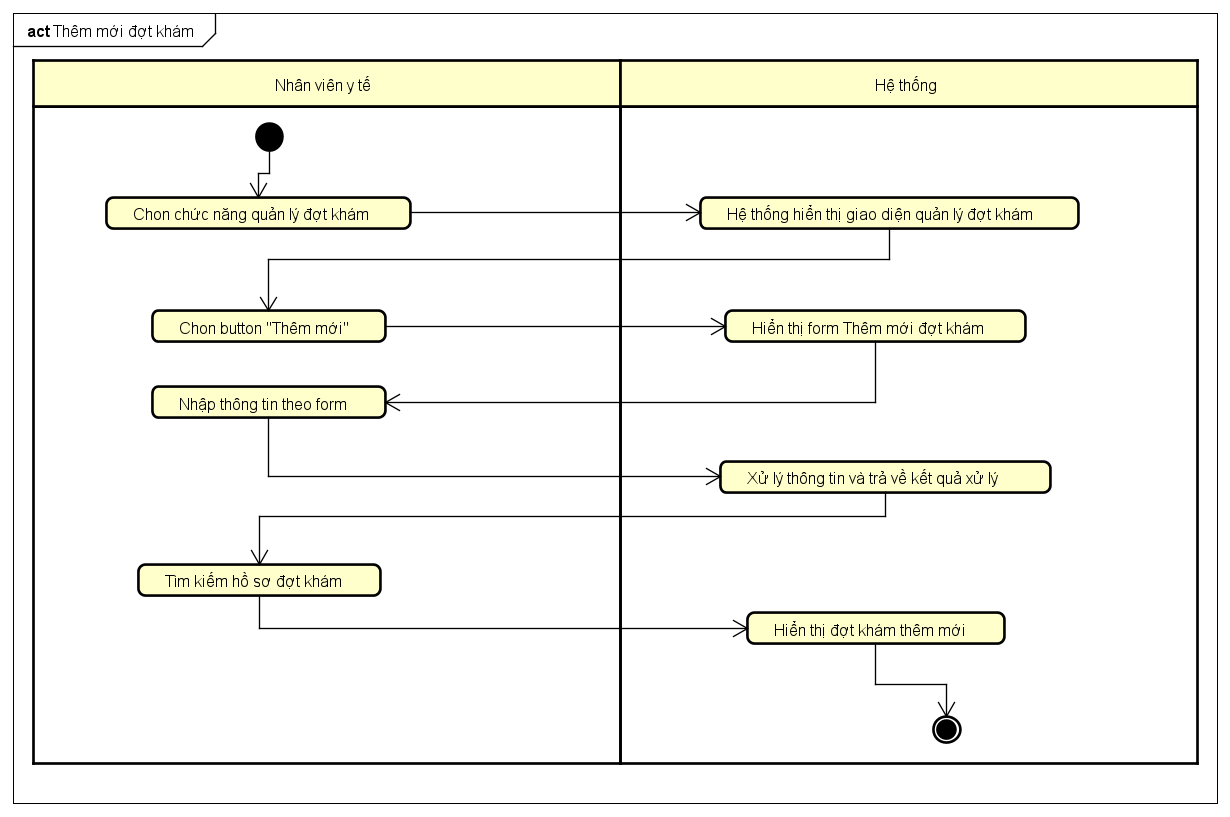 act Thêm mới đợt khám
Nhân viên y tế
Hệ thống
Chon chức năng quản lý đợt khám
Hệ thống hiển thị giao diện quản lý đợt khám
Chon button "Thêm mới"
Hiển thị form Thêm mới đợt khám
Nhập thông tin theo form
Xử lý thông tin và trả về kết quả xử lý
Tìm kiếm hồ sơ đợt khám
Hiển thị đợt khám thêm mới